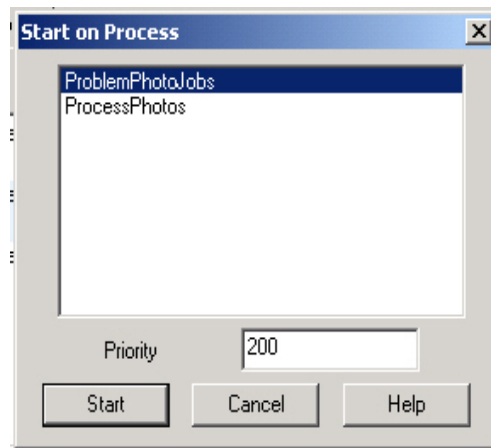 Start on Process
ProblemPhotoJobs
ProcessPhotos
Priority 200
Start Cancel Help